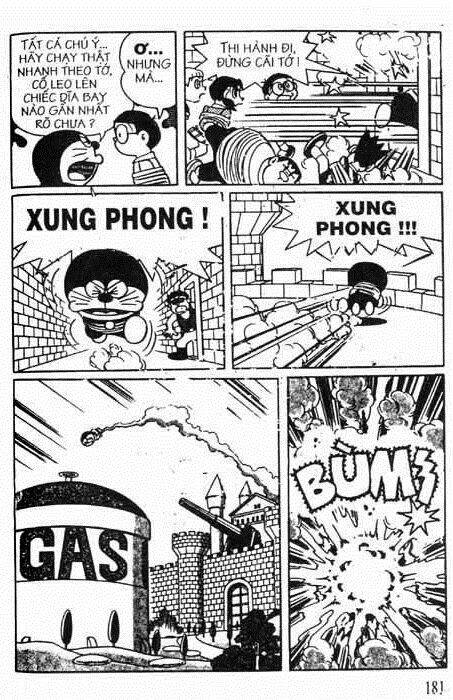 TẤT CẢ CHÚ Ý...
HÃY CHẠY THẬT
NHANH THEO TỚ,
CỐ LEO LÊN
CHIẾC DĨA BAY
NÀO GẦN NHẤT
RÕ CHƯA ?
Ơ...
NHƯNG
MÀ...
THI HÀNH ĐI,
ĐỪNG CÃI TỚ !
XUNG PHONG !
XUNG
PHONG !!!
GAS
BÙM
181